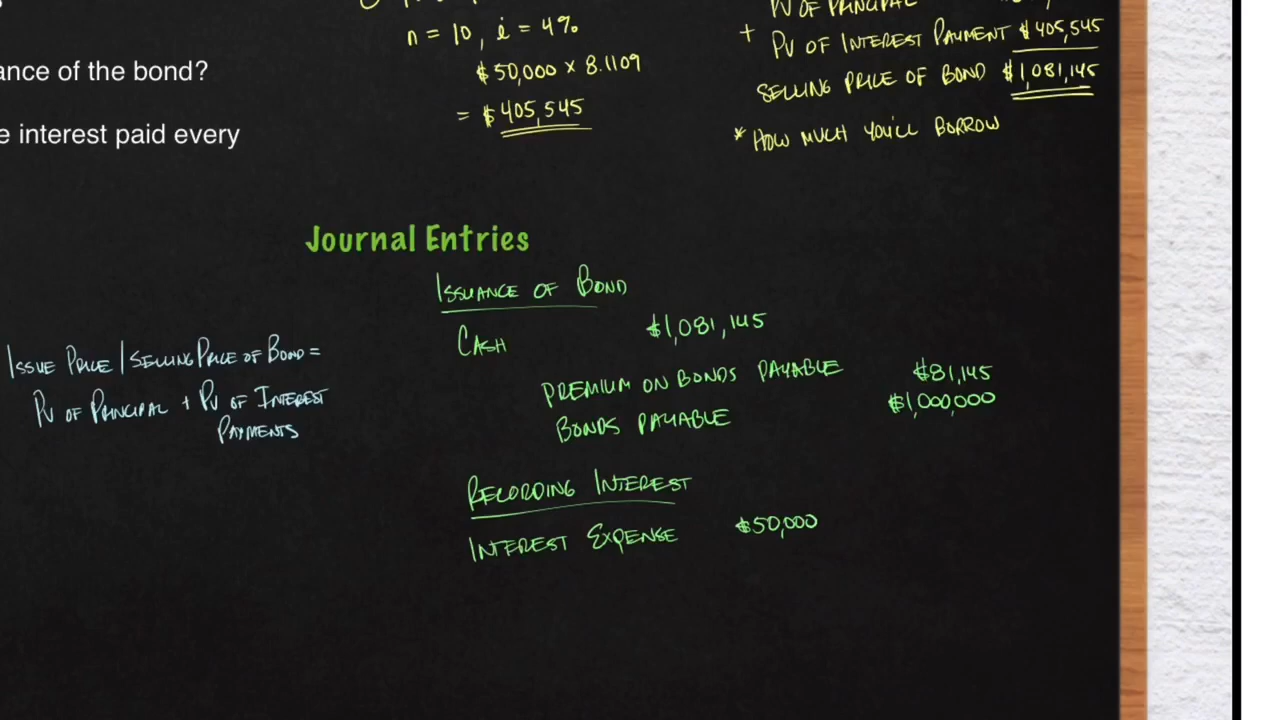 ance of the bond?
e interest paid every
n = 10, i = 4%
$50,000 × 8.1109
= $405,545
PV OF PRINCIPAL
+ PV OF INTEREST PAYMENT $405,545
SELLING PRICE OF BOND $1,081,145
* HOW MUCH YOU'LL BORROW
Journal Entries
ISSUANCE OF BOND
CASH $1,081,145
PREMIUM ON BONDS PAYABLE $81,145
BONDS PAYABLE $1,000,000
ISSUE PRICE | SELLING PRICE OF BOND =
PV OF PRINCIPAL + PV OF INTEREST
PAYMENTS
RECORDING INTEREST
INTEREST EXPENSE $50,000